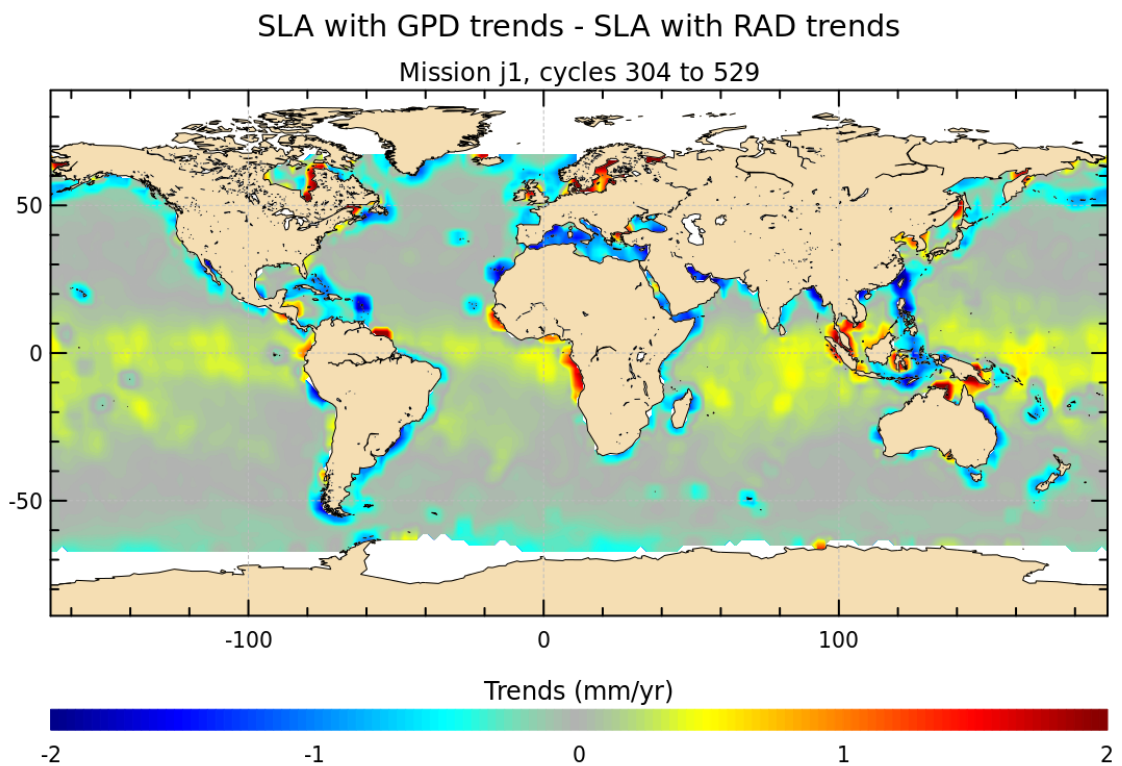 SLA with GPD trends - SLA with RAD trends
Mission j1, cycles 304 to 529
50
0
-50
-100 0 100
Trends (mm/yr)
-2 -1 0 1 2